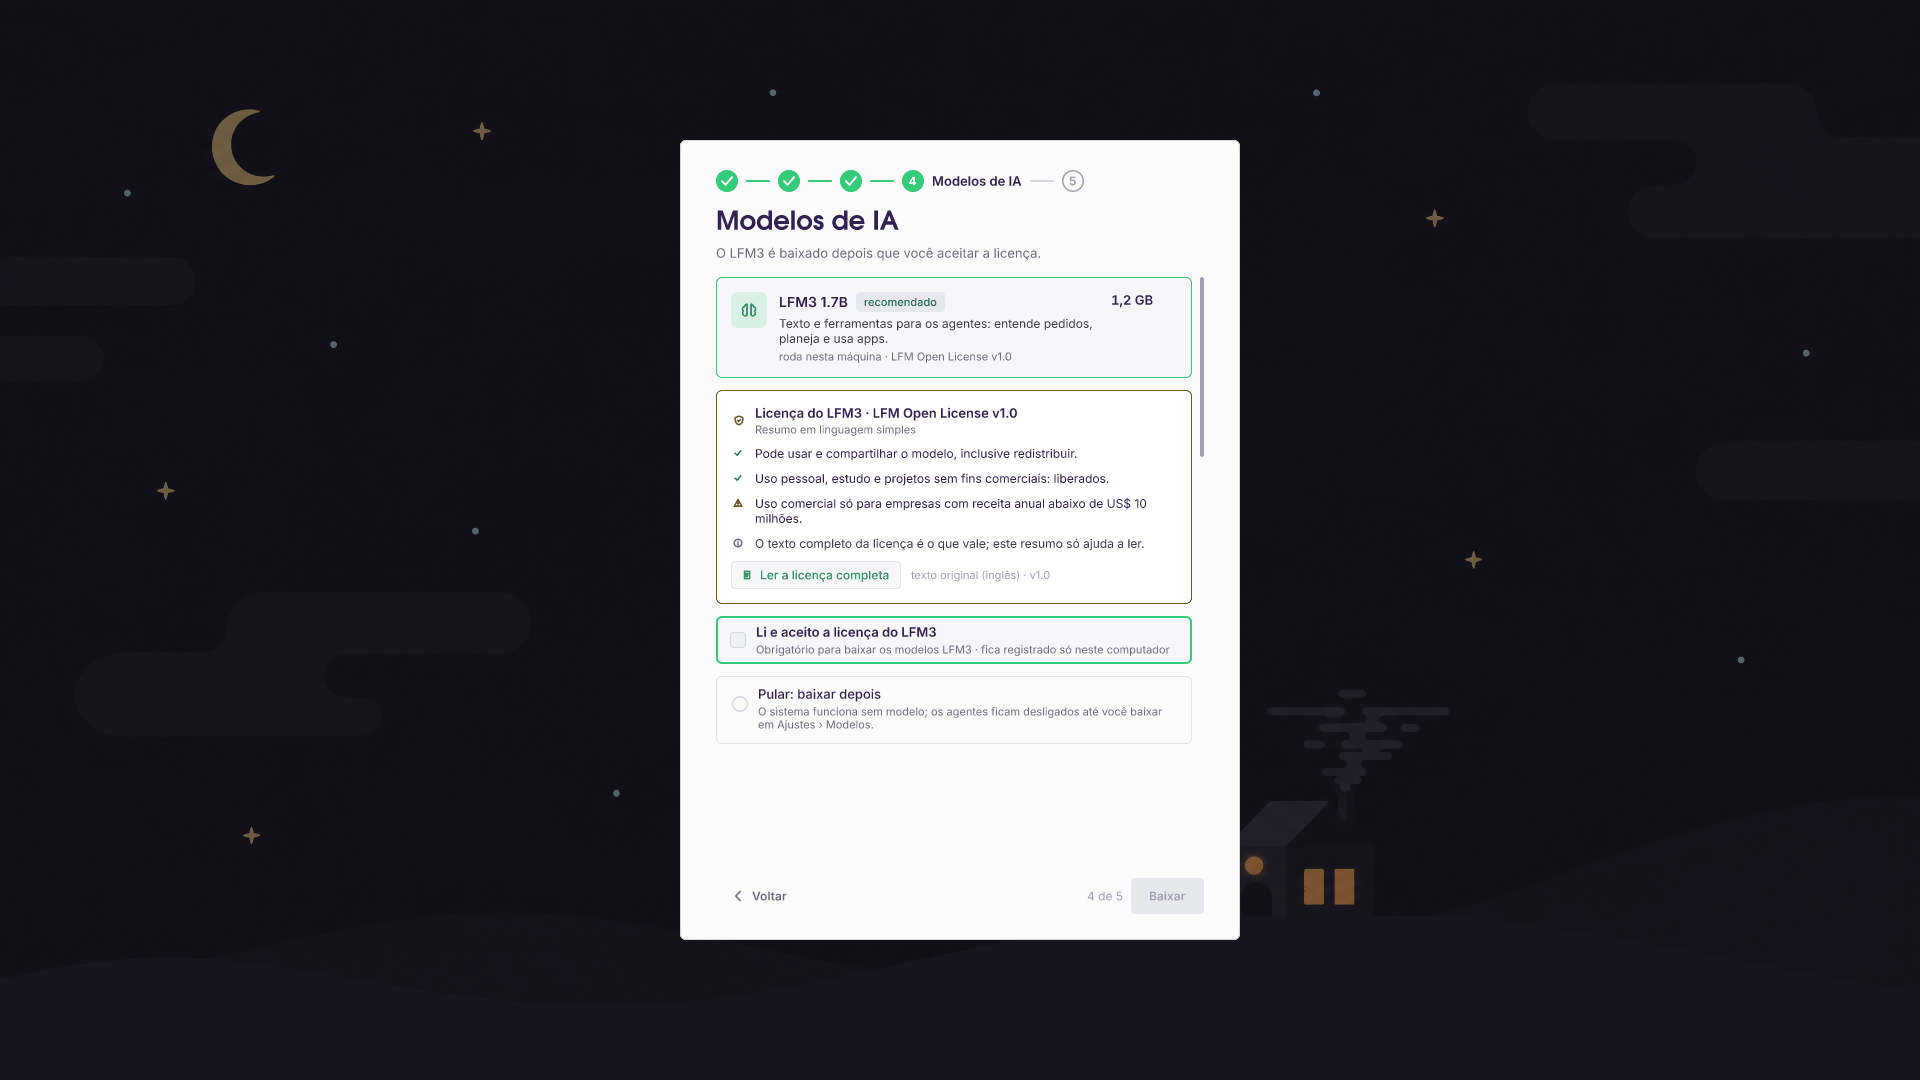 4 Modelos de IA 5
Modelos de IA
O LFM3 é baixado depois que você aceitar a licença.
LFM3 1.7B recomendado 1,2 GB
Texto e ferramentas para os agentes: entende pedidos,
planeja e usa apps.
roda nesta máquina · LFM Open License v1.0
Licença do LFM3 · LFM Open License v1.0
Resumo em linguagem simples
Pode usar e compartilhar o modelo, inclusive redistribuir.
Uso pessoal, estudo e projetos sem fins comerciais: liberados.
Uso comercial só para empresas com receita anual abaixo de US$ 10
milhões.
O texto completo da licença é o que vale; este resumo só ajuda a ler.
Ler a licença completa texto original (inglês) · v1.0
Li e aceito a licença do LFM3
Obrigatório para baixar os modelos LFM3 · fica registrado só neste computador
Pular: baixar depois
O sistema funciona sem modelo; os agentes ficam desligados até você baixar
em Ajustes › Modelos.
Voltar 4 de 5 Baixar